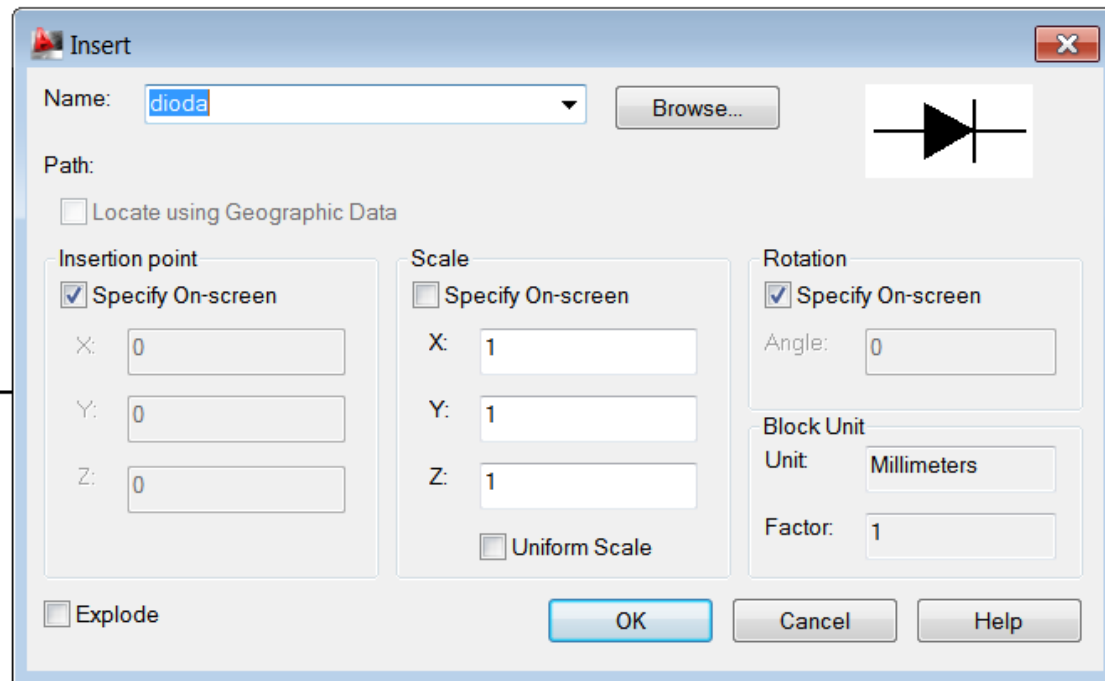 Insert
Name: dioda Browse...
Path:
Locate using Geographic Data
Insertion point
Specify On-screen
X: 0
Y: 0
Z: 0
Scale
Specify On-screen
X: 1
Y: 1
Z: 1
Uniform Scale
Rotation
Specify On-screen
Angle: 0
Block Unit
Unit: Millimeters
Factor: 1
Explode
OK Cancel Help